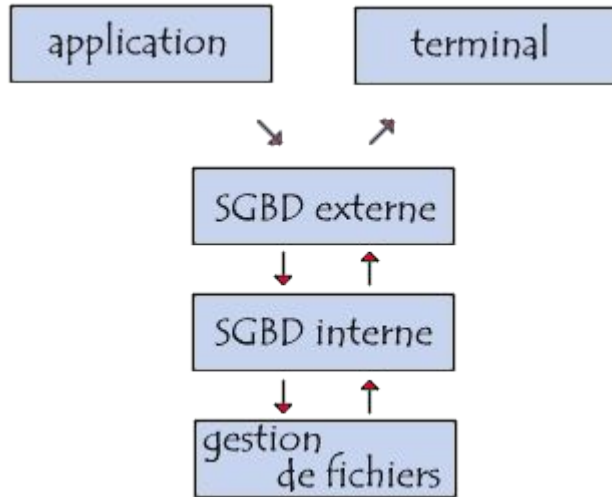 application
terminal
SGBD externe
SGBD interne
gestion
de fichiers